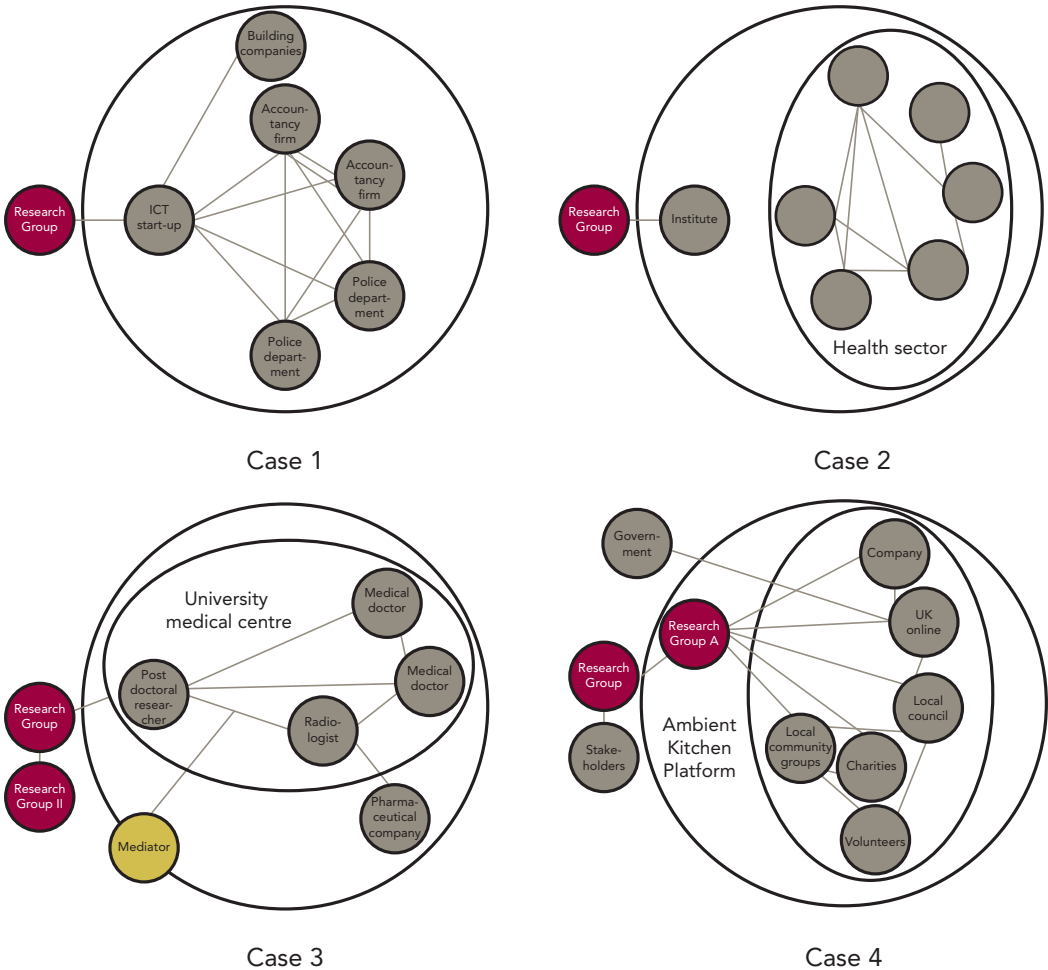 Building
companies
Accoun-
tancy
firm
Accoun-
tancy
firm
Research
Group
ICT
start-up
Police
depart-
ment
Police
depart-
ment
Case 1
Research
Group
Institute
Health sector
Case 2
University
medical centre
Medical
doctor
Post
doctoral
resear-
cher
Medical
doctor
Research
Group
Radio-
logist
Research
Group II
Pharma-
ceutical
company
Mediator
Case 3
Govern-
ment
Company
Research
Group A
UK
online
Research
Group
Local
council
Ambient
Kitchen
Platform
Local
community
groups
Stake-
holders
Charities
Volunteers
Case 4